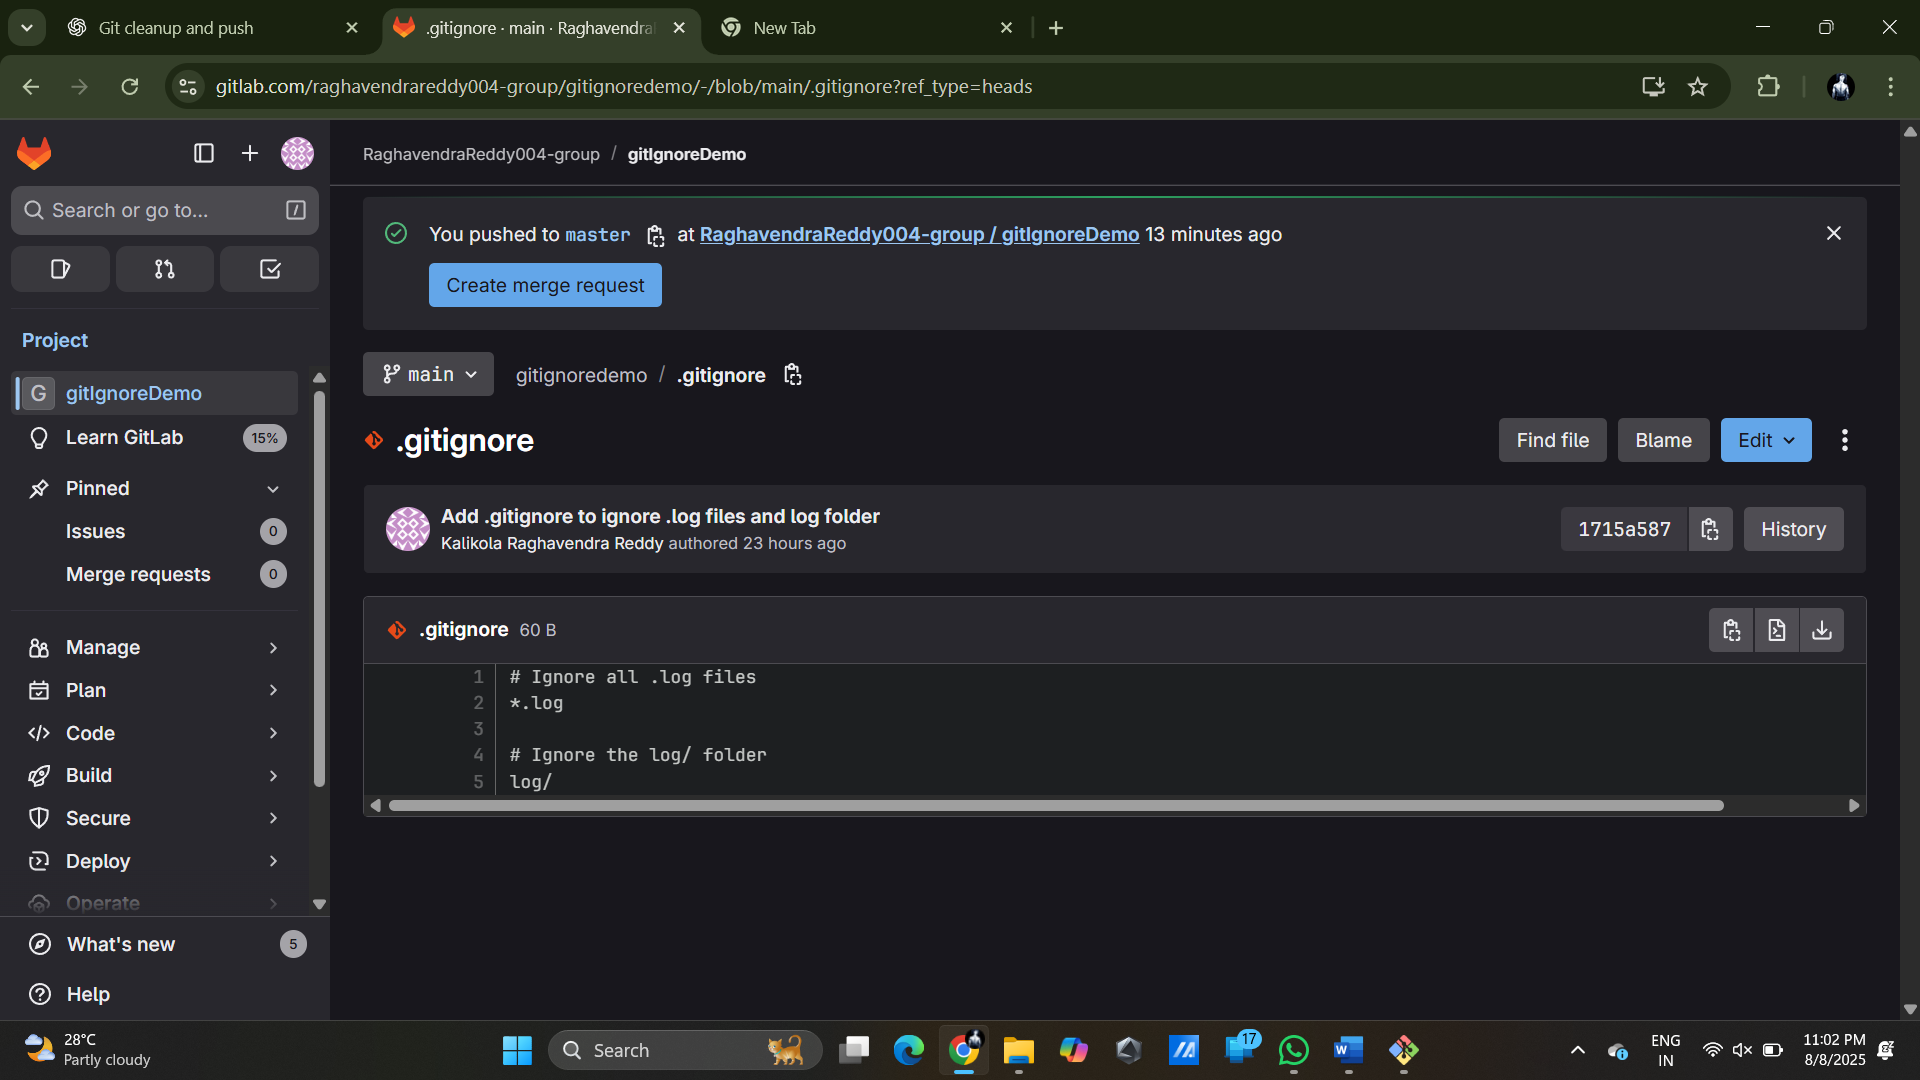 Git cleanup and push
.gitignore · main · Raghavendra
New Tab
gitlab.com/raghavendrareddy004-group/gitignoredemo/-/blob/main/.gitignore?ref_type=heads
RaghavendraReddy004-group / gitIgnoreDemo
Search or go to...
/
You pushed to master at RaghavendraReddy004-group / gitIgnoreDemo 13 minutes ago
Create merge request
Project
G gitIgnoreDemo
Learn GitLab 15%
Pinned
Issues 0
Merge requests 0
Manage
Plan
Code
Build
Secure
Deploy
Operate
What's new 5
Help
main gitignoredemo / .gitignore
.gitignore
Find file Blame Edit
Add .gitignore to ignore .log files and log folder
Kalikola Raghavendra Reddy authored 23 hours ago
1715a587 History
.gitignore 60 B
1 # Ignore all .log files
2 *.log
3
4 # Ignore the log/ folder
5 log/
28°C
Partly cloudy
Search
17
W
ENG
IN
11:02 PM
8/8/2025